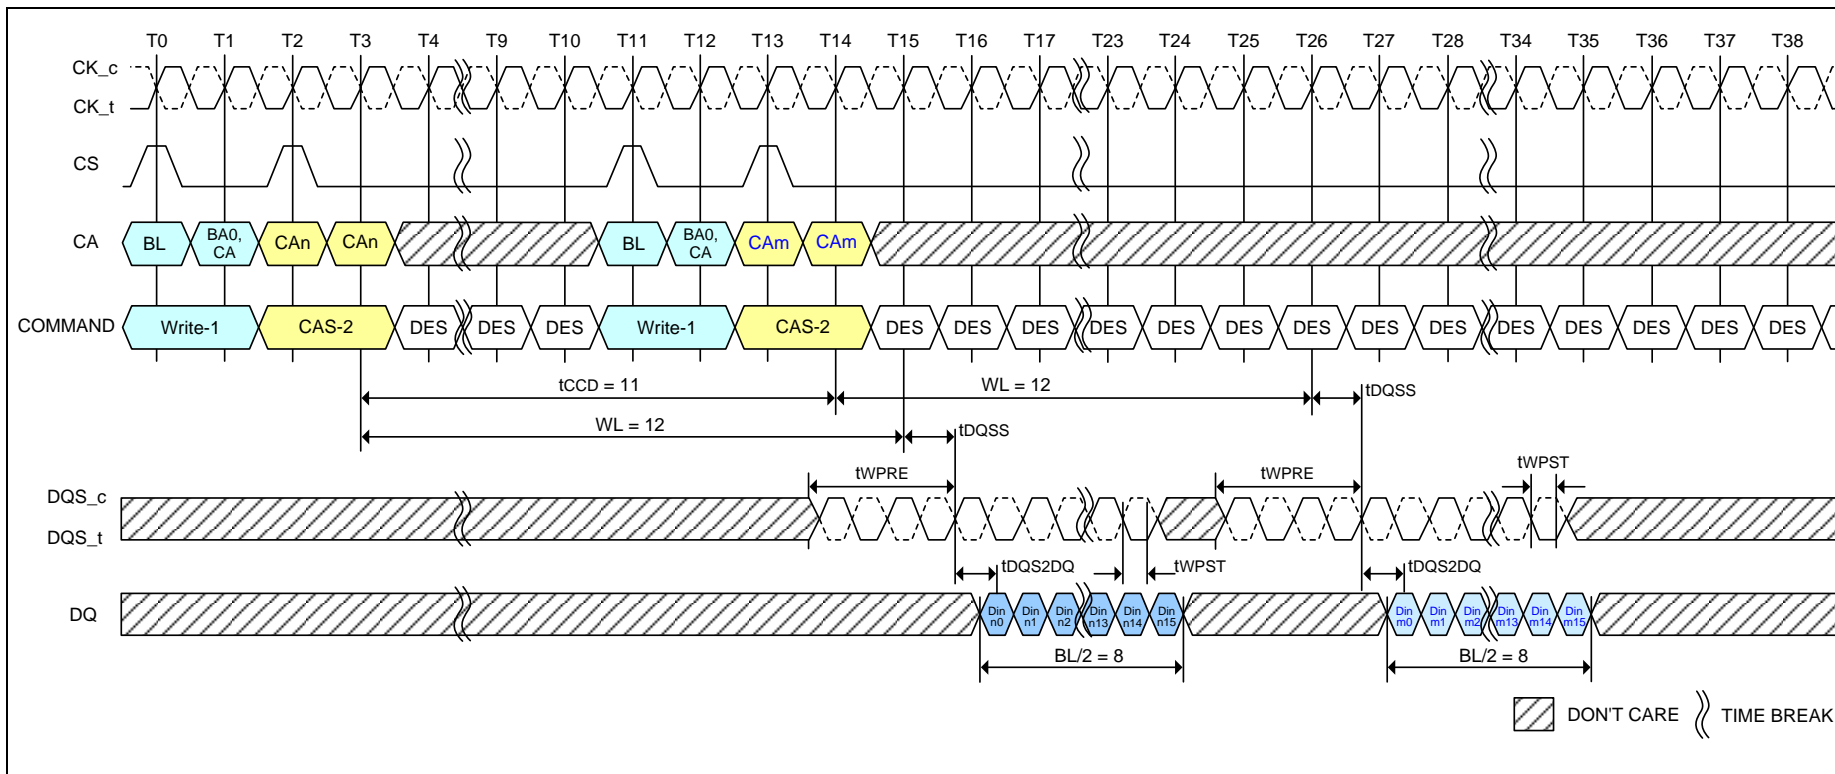 T0 T1 T2 T3 T4 T9 T10 T11 T12 T13 T14 T15 T16 T17 T23 T24 T25 T26 T27 T28 T34 T35 T36 T37 T38
CK_c
CK_t
CS
CA BL BA0, CA CAn CAn BL BA0, CA CAm CAm
COMMAND Write-1 CAS-2 DES DES DES Write-1 CAS-2 DES DES DES DES DES DES DES DES DES DES DES DES DES DES
tCCD = 11 WL = 12 tDQSS
WL = 12 tDQSS
tWPRE tWPRE tWPST
DQS_c
DQS_t
tDQS2DQ tWPST tDQS2DQ
DQ Din n0 Din n1 Din n2 Din n13 Din n14 Din n15 Din m0 Din m1 Din m2 Din m13 Din m14 Din m15
BL/2 = 8 BL/2 = 8
DON'T CARE TIME BREAK